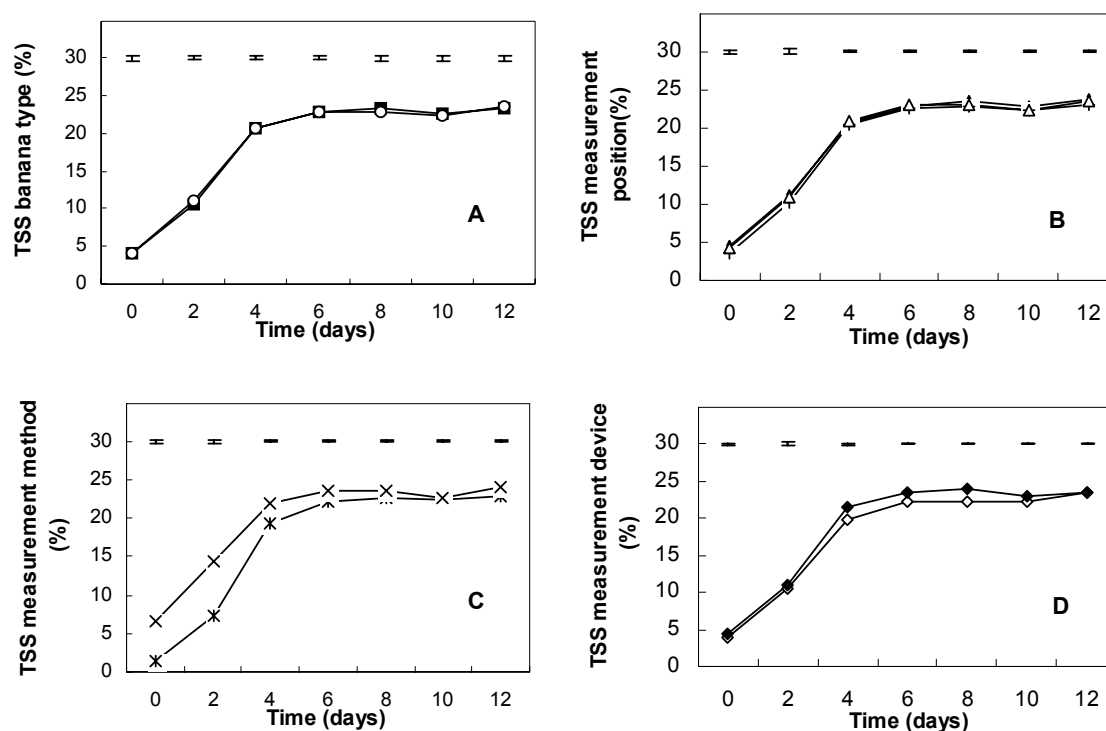 TSS banana type (%)
35
30
25
20
15
10
5
0
A
0 2 4 6 8 10 12
Time (days)
TSS measurement
position(%)
35
30
25
20
15
10
5
0
B
0 2 4 6 8 10 12
Time (days)
TSS measurement method
(%)
35
30
25
20
15
10
5
0
C
0 2 4 6 8 10 12
Time (days)
TSS measurement device
(%)
35
30
25
20
15
10
5
0
D
0 2 4 6 8 10 12
Time (days)